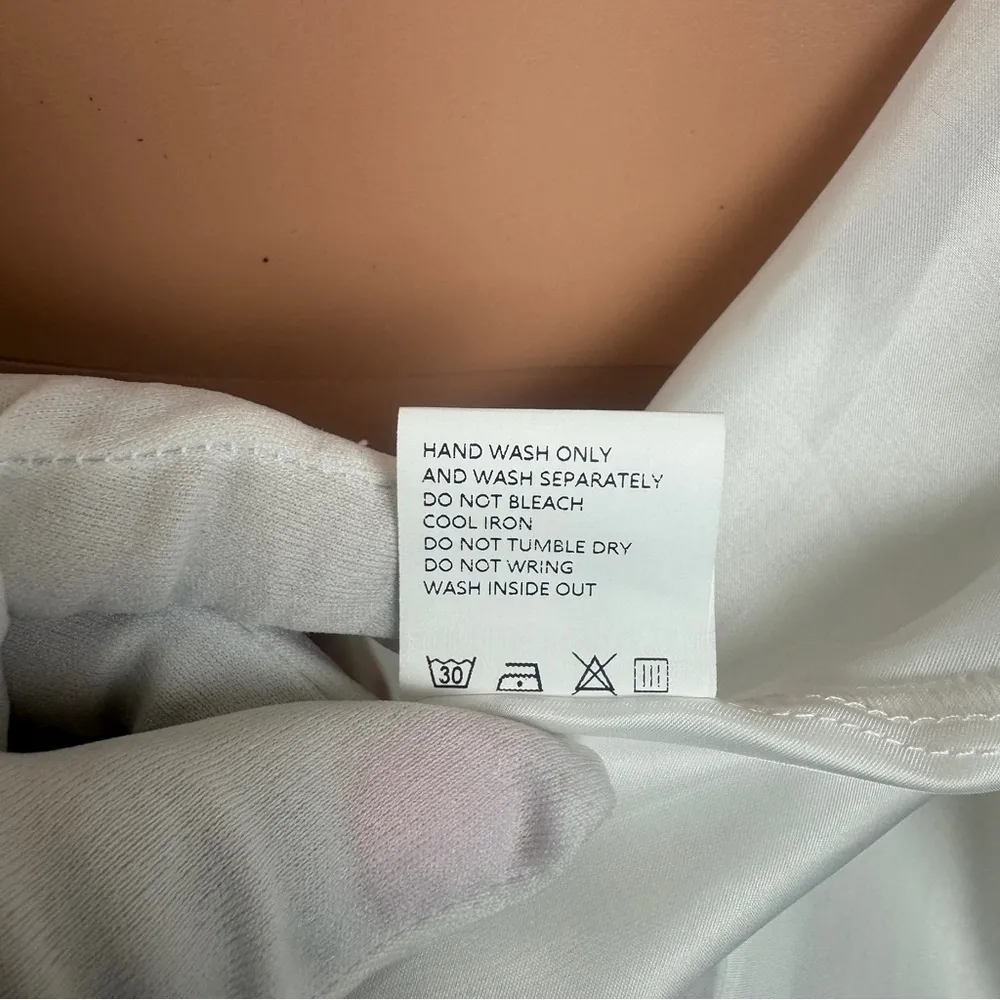 HAND WASH ONLY
AND WASH SEPARATELY
DO NOT BLEACH
COOL IRON
DO NOT TUMBLE DRY
DO NOT WRING
WASH INSIDE OUT
30